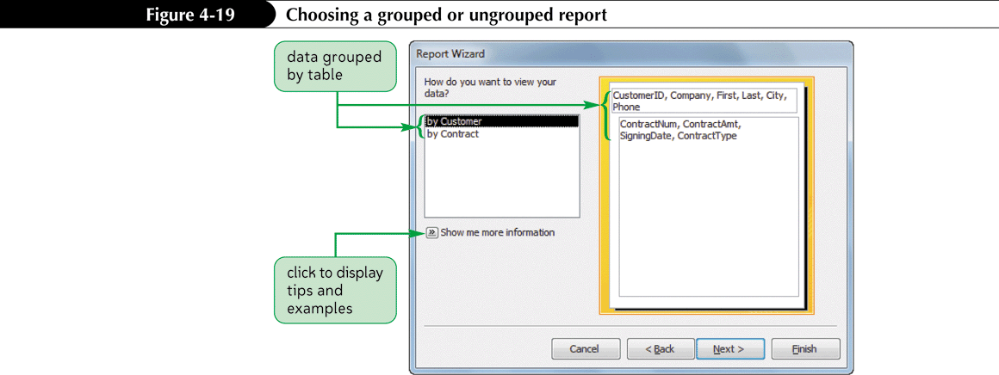 Figure 4-19
Choosing a grouped or ungrouped report
data grouped
by table
Report Wizard
How do you want to view your
data?
by Customer
by Contract
CustomerID, Company, First, Last, City,
Phone
ContractNum, ContractAmt,
SigningDate, ContractType
Show me more information
click to display
tips and
examples
Cancel
< Back
Next >
Finish